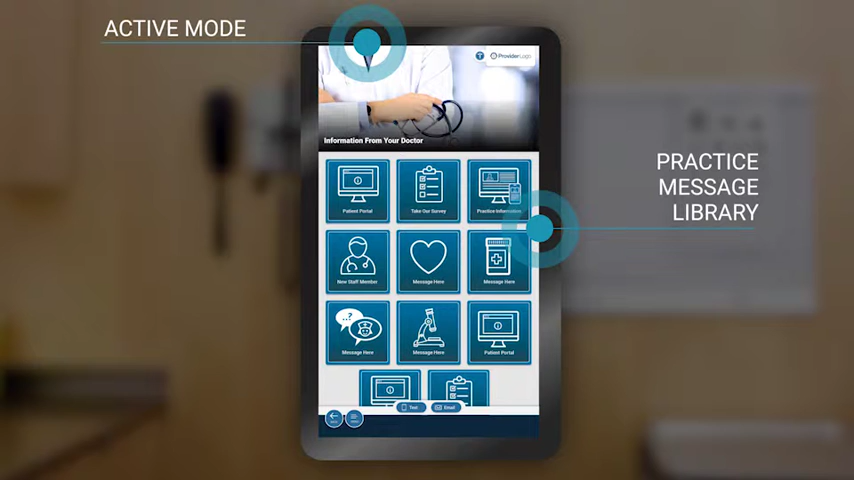 ACTIVE MODE
ProviderLogo
Information From Your Doctor
PRACTICE
MESSAGE
LIBRARY
Patient Portal
Take Our Survey
Practice Information
New Staff Member
Message Here
Message Here
Message Here
Message Here
Patient Portal
Text
Email